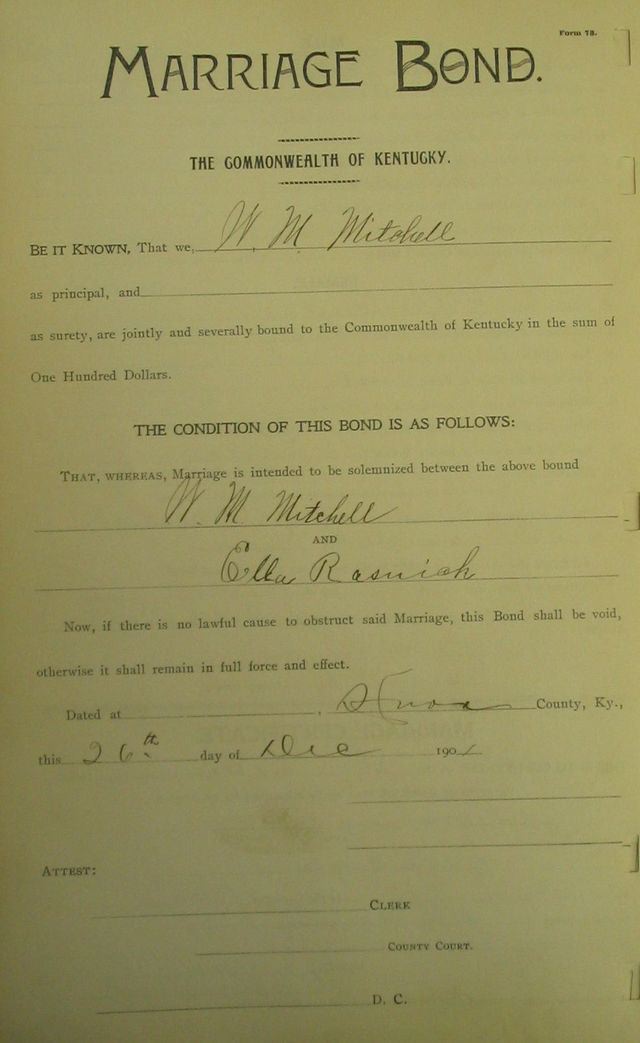 Form 73.
MARRIAGE BOND.
THE COMMONWEALTH OF KENTUCKY.
BE IT KNOWN, That we, W. M. Mitchell
as principal, and
as surety, are jointly and severally bound to the Commonwealth of Kentucky in the sum of
One Hundred Dollars.
THE CONDITION OF THIS BOND IS AS FOLLOWS:
THAT, WHEREAS, Marriage is intended to be solemnized between the above bound
W. M. Mitchell
AND
Ella Rasnick
Now, if there is no lawful cause to obstruct said Marriage, this Bond shall be void,
otherwise it shall remain in full force and effect.
Dated at , Knox County, Ky.,
this 26th day of Dec 1901
ATTEST:
CLERK
COUNTY COURT.
D. C.